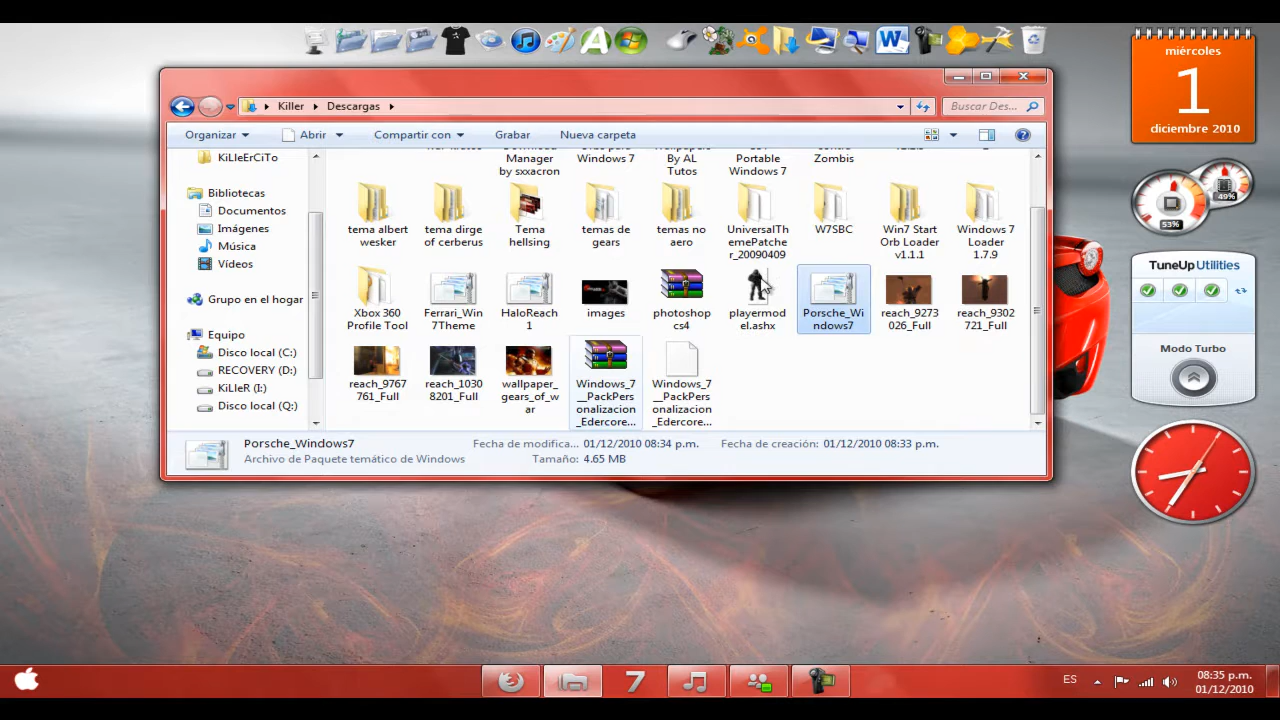 W
miércoles
1
diciembre 2010
Killer
Descargas
Buscar Des...
Organizar
Abrir
Compartir con
Grabar
Nueva carpeta
KiLleErCiTo
Bibliotecas
Documentos
Imágenes
Música
Vídeos
Grupo en el hogar
Equipo
Disco local (C:)
RECOVERY (D:)
KiLleR (I:)
Disco local (Q:)
Manager
by sxxacron
Windows 7
By AL
Tutos
Portable
Windows 7
Zombis
tema albert
wesker
tema disge
of cerberus
Tema
hellsing
temas de
gears
temas no
aero
UniversalTh
emePatche
r_20090409
W7SBC
Win7 Start
Orb Loader
v1.1.1
Windows 7
Loader
1.7.9
Xbox 360
Profile Tool
Ferrari_Win
7Theme
HaloReach
1
images
photoshop
cs4
playermod
el.ashx
Porsche_Wi
ndows7
reach_9273
026_Full
reach_9302
721_Full
reach_9767
761_Full
reach_1030
8201_Full
wallpaper_
gears_of_w
ar
Windows_7
__PackPers
onalizacion
_Edercore...
Windows_7
__PackPers
onalizacion
_Edercore...
Porsche_Windows7
Archivo de Paquete temático de Windows
Fecha de modifica... 01/12/2010 08:34 p.m.
Tamaño: 4.65 MB
Fecha de creación: 01/12/2010 08:33 p.m.
49%
53%
TuneUp Utilities
Modo Turbo
7
ES
08:35 p.m.
01/12/2010